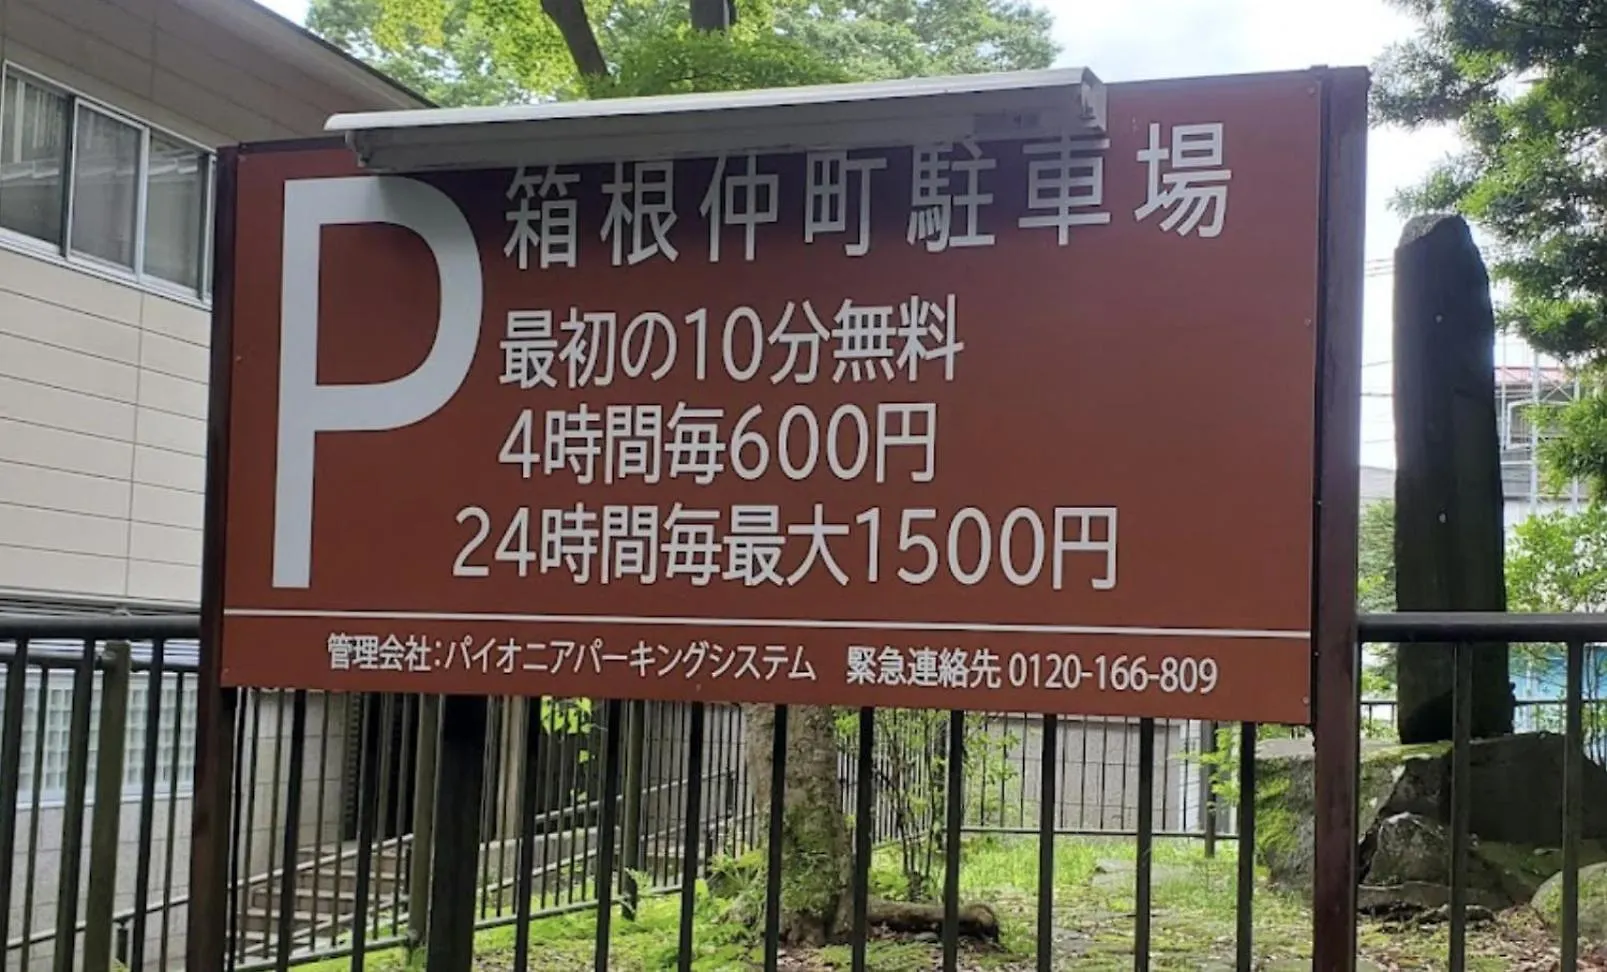 P
箱根仲町駐車場
最初の10分無料
4時間毎600円
24時間毎最大1500円
管理会社:パイオニアパーキングシステム 緊急連絡先 0120-166-809